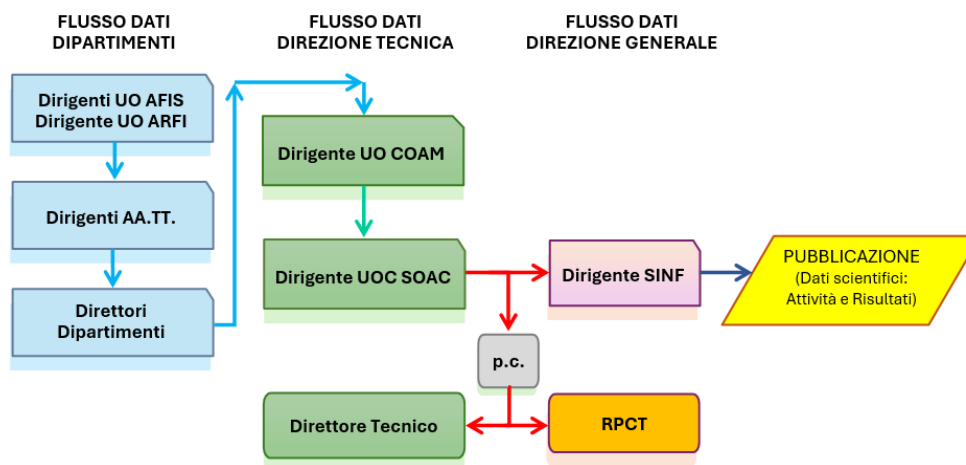 FLUSSO DATI
DIPARTIMENTI
FLUSSO DATI
DIREZIONE TECNICA
FLUSSO DATI
DIREZIONE GENERALE
Dirigenti UO AFIS
Dirigente UO ARFI
Dirigente UO COAM
Dirigenti AA.TT.
Dirigente UOC SOAC
Dirigente SINF
PUBBLICAZIONE
(Dati scientifici:
Attività e Risultati)
Direttori
Dipartimenti
p.c.
Direttore Tecnico
RPCT